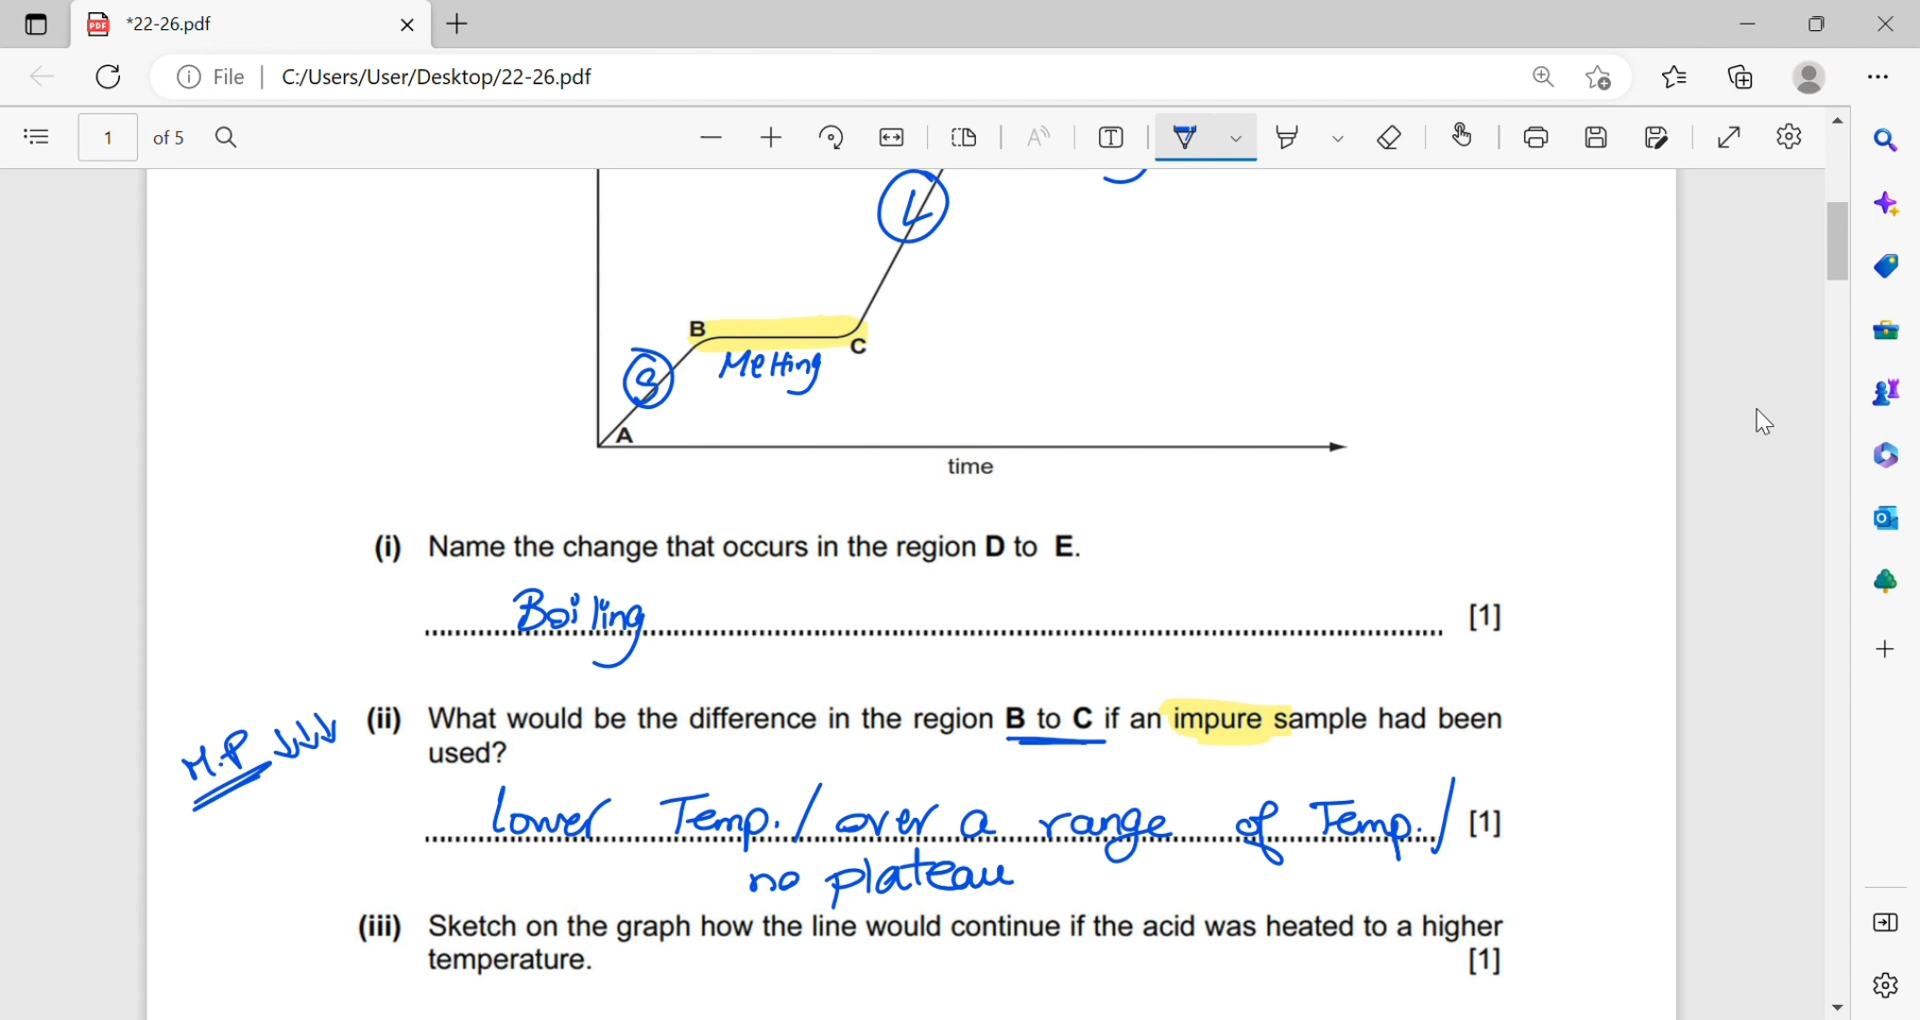 *22-26.pdf
File | C:/Users/User/Desktop/22-26.pdf
1 of 5
L
B
C
Melting
S
A
time
(i) Name the change that occurs in the region D to E.
Boiling [1]
(ii) What would be the difference in the region B to C if an impure sample had been
used?
M.P ↓↓↓
lower Temp. / over a range of Temp. / [1]
no plateau
(iii) Sketch on the graph how the line would continue if the acid was heated to a higher
temperature. [1]